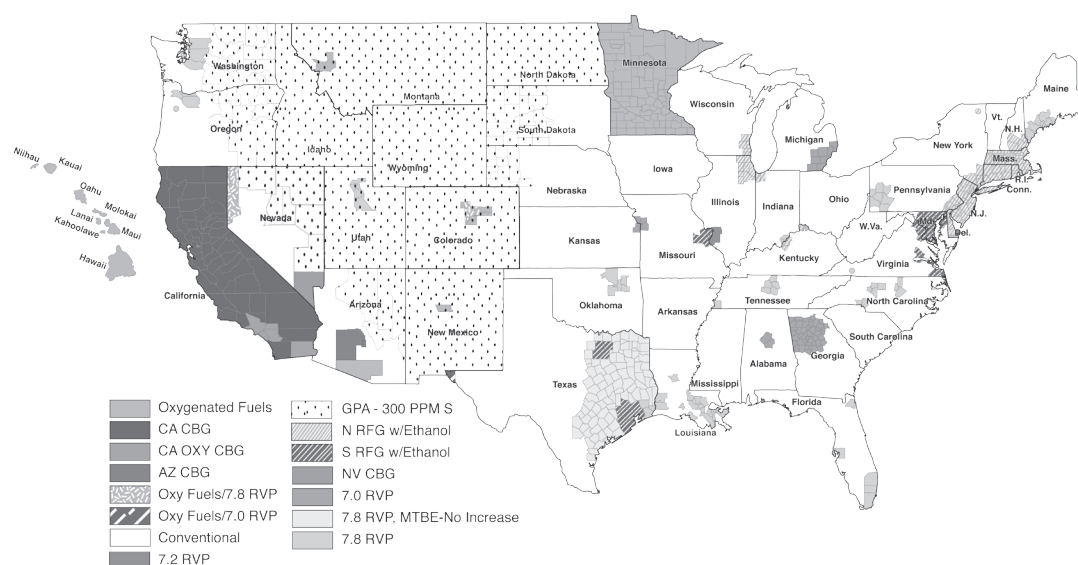 Washington
Oregon
Idaho
Montana
North Dakota
South Dakota
Wyoming
Minnesota
Wisconsin
Michigan
Maine
Vt.
N.H.
New York
Mass.
R.I.
Conn.
Niihau
Kauai
Oahu
Molokai
Lanai
Kahoolawe
Maui
Hawaii
Nevada
Utah
Colorado
California
Arizona
New Mexico
Nebraska
Iowa
Kansas
Missouri
Illinois
Indiana
Ohio
Pennsylvania
N.J.
Md.
Del.
W.Va.
Virginia
Kentucky
Oklahoma
Arkansas
Tennessee
North Carolina
South Carolina
Texas
Mississippi
Alabama
Georgia
Florida
Louisiana
Oxygenated Fuels
CA CBG
CA OXY CBG
AZ CBG
Oxy Fuels/7.8 RVP
Oxy Fuels/7.0 RVP
Conventional
7.2 RVP
GPA - 300 PPM S
N RFG w/Ethanol
S RFG w/Ethanol
NV CBG
7.0 RVP
7.8 RVP, MTBE-No Increase
7.8 RVP